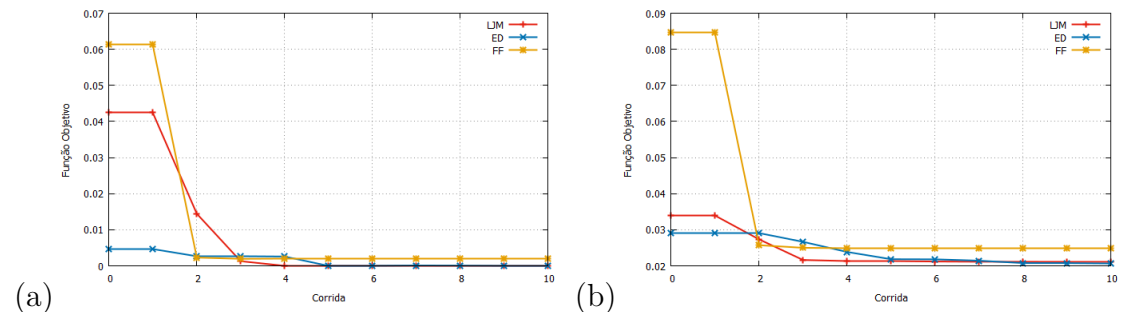 0.07
0.06
0.05
0.04
0.03
0.02
0.01
0
Função Objetivo
LJM
ED
FF
0 2 4 6 8 10
Corrida
(a)
0.09
0.08
0.07
0.06
0.05
0.04
0.03
0.02
Função Objetivo
LJM
ED
FF
0 2 4 6 8 10
Corrida
(b)